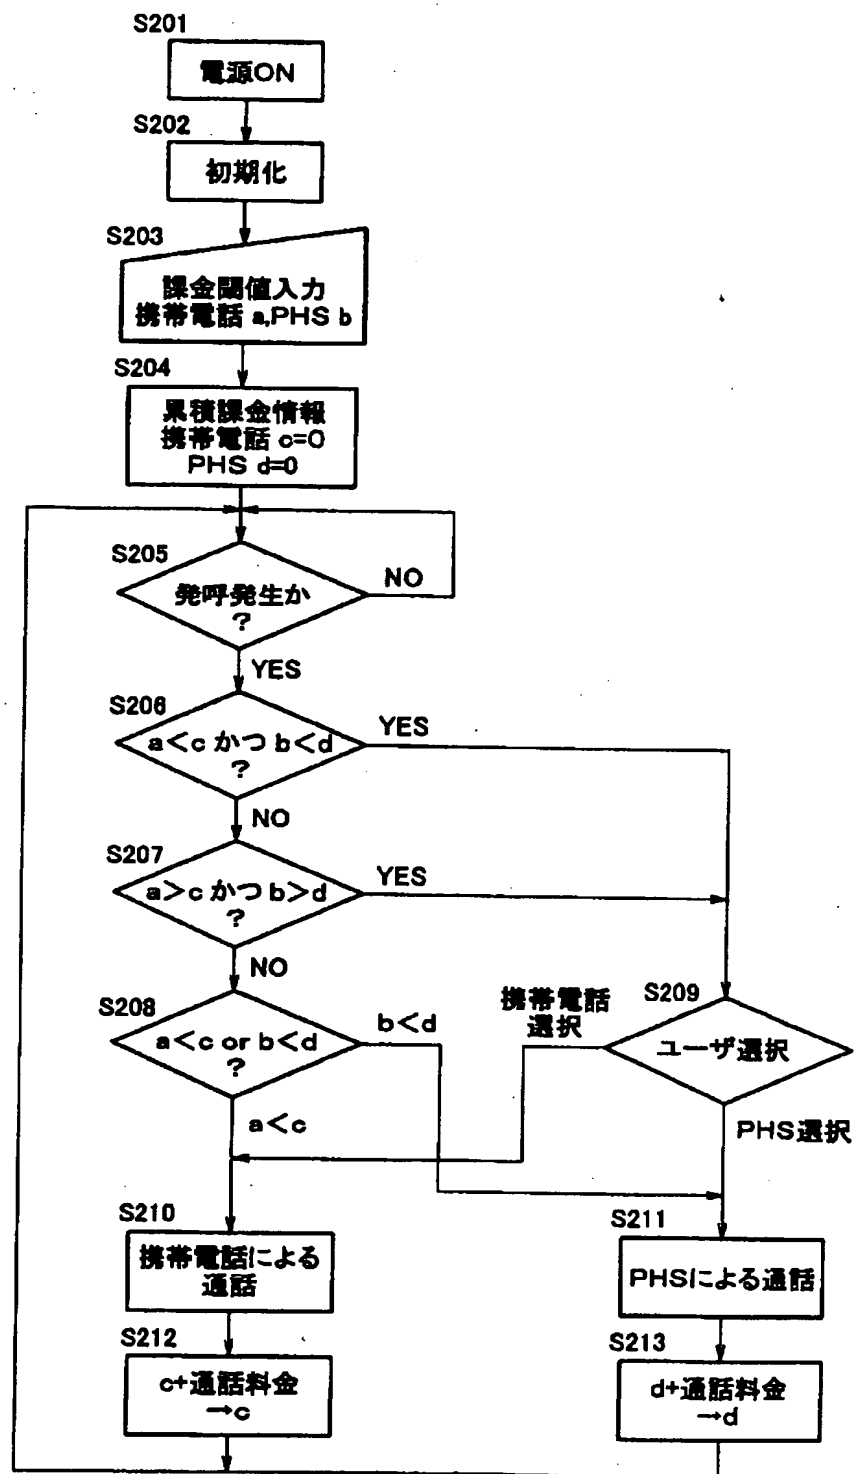 S201
電源ON
S202
初期化
S203
課金閾値入力
携帯電話 a,PHS b
S204
累積課金情報
携帯電話 c=0
PHS d=0
S205
発呼発生か
?
NO
YES
S206
a<c かつ b<d
?
YES
NO
S207
a>c かつ b>d
?
YES
NO
S208
a<c or b<d
?
b<d
a<c
携帯電話
選択
S209
ユーザ選択
PHS選択
S210
携帯電話による
通話
S211
PHSによる通話
S212
c+通話料金
→c
S213
d+通話料金
→d